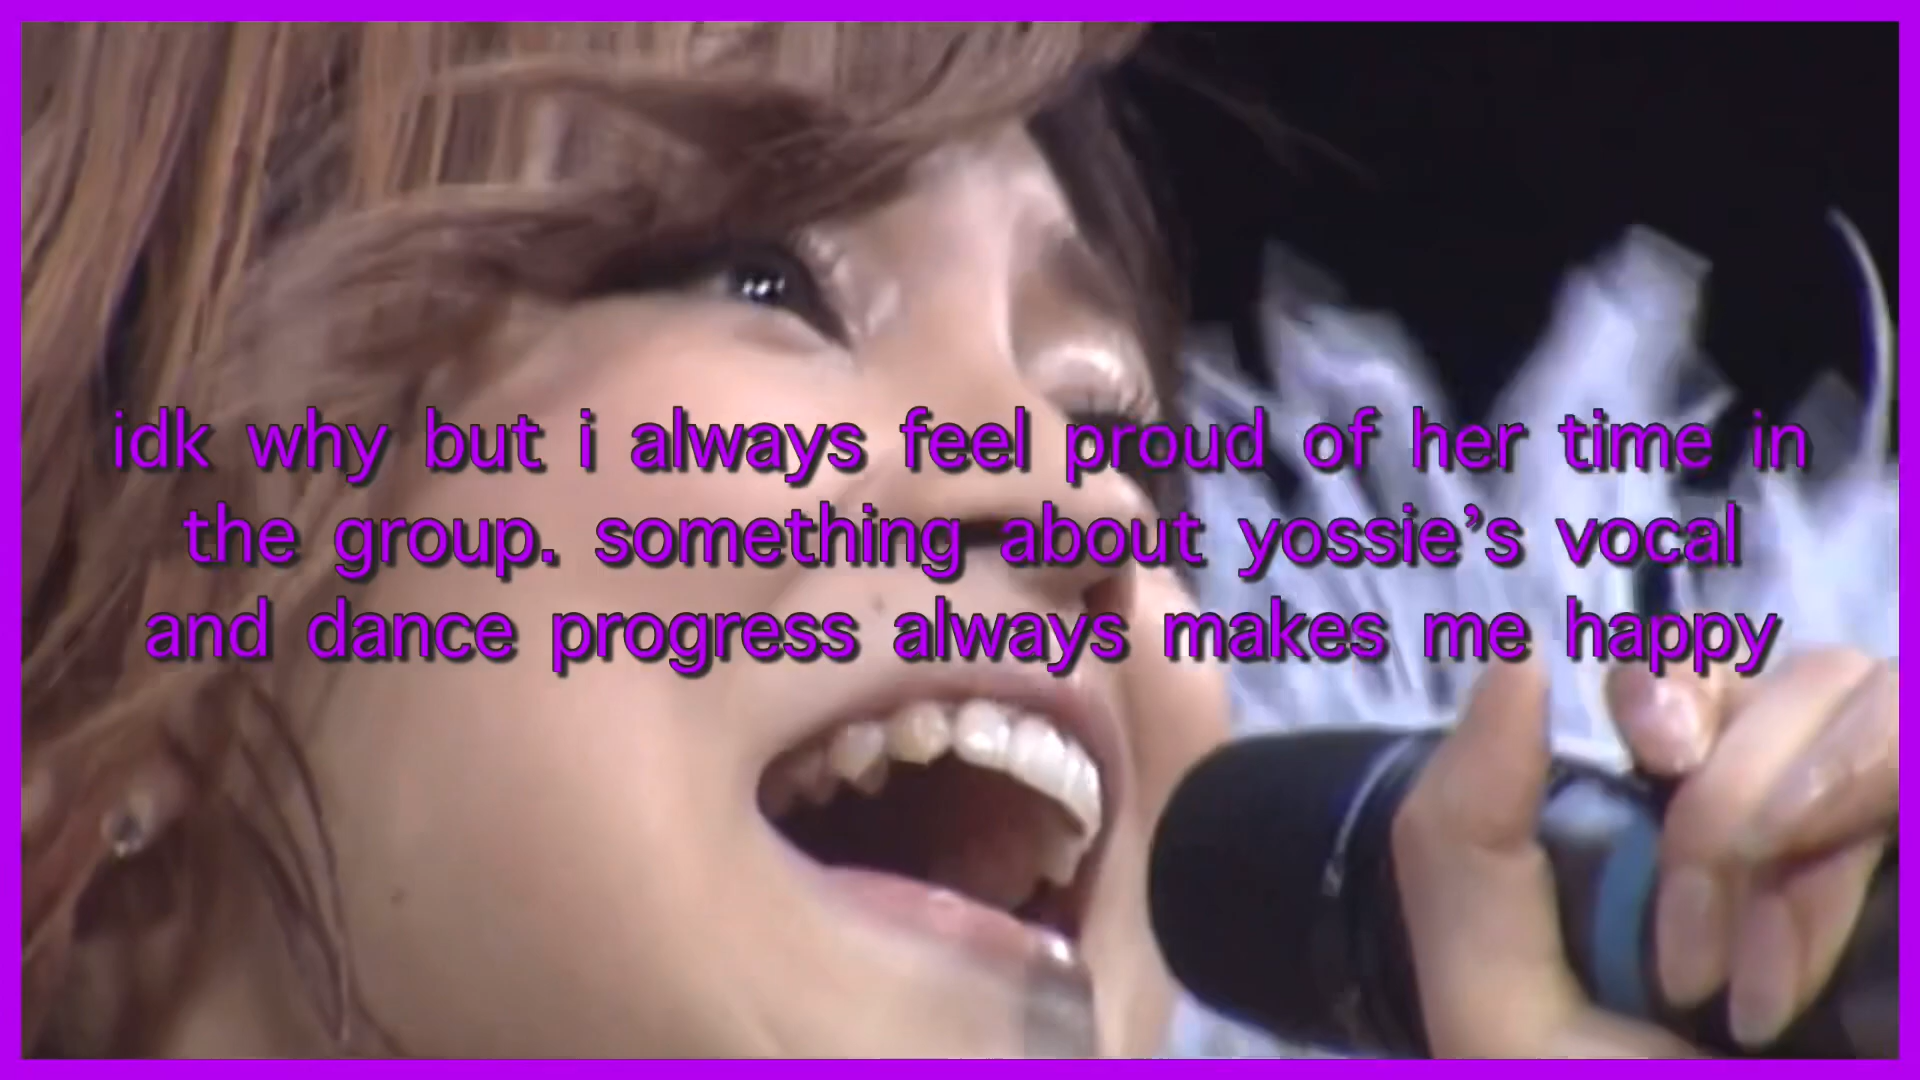 idk why but i always feel proud of her time in
the group. something about yossie’s vocal
and dance progress always makes me happy